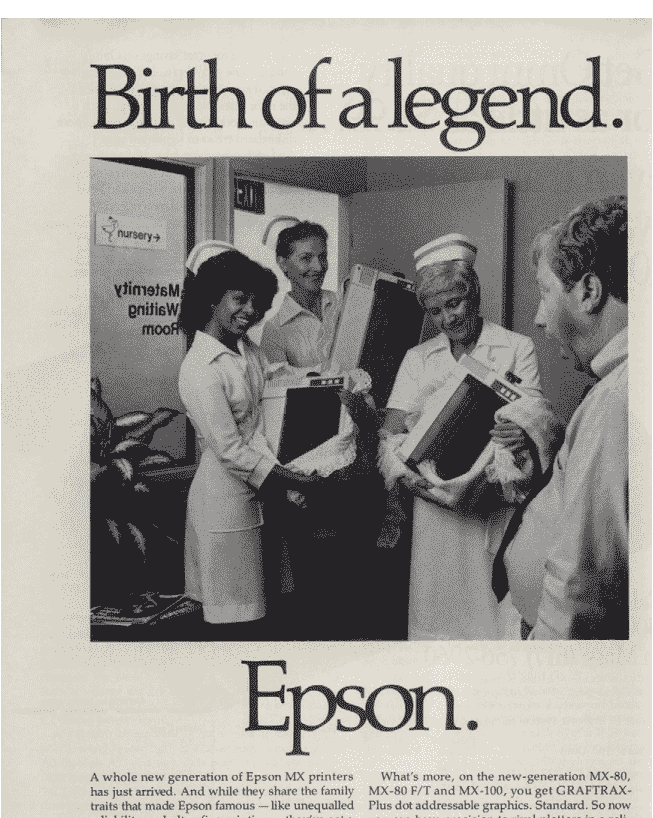 Birth of a legend.
EXIT
nursery→
Maternity
Waiting
Room
Epson.
A whole new generation of Epson MX printers
has just arrived. And while they share the family
traits that made Epson famous — like unequalled
What's more, on the new-generation MX-80,
MX-80 F/T and MX-100, you get GRAFTRAX-
Plus dot addressable graphics. Standard. So now